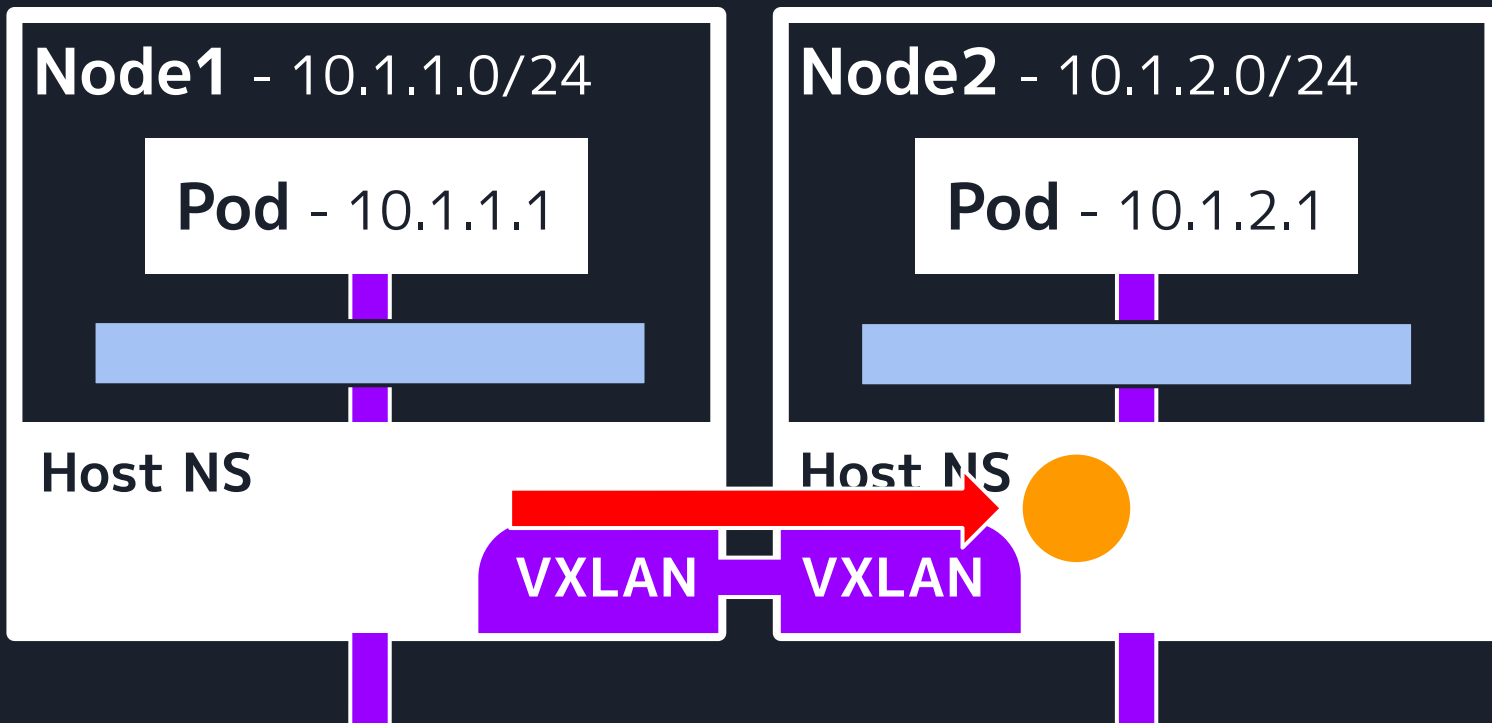 Node1 - 10.1.1.0/24
Pod - 10.1.1.1
Host NS
VXLAN
Node2 - 10.1.2.0/24
Pod - 10.1.2.1
Host NS
VXLAN